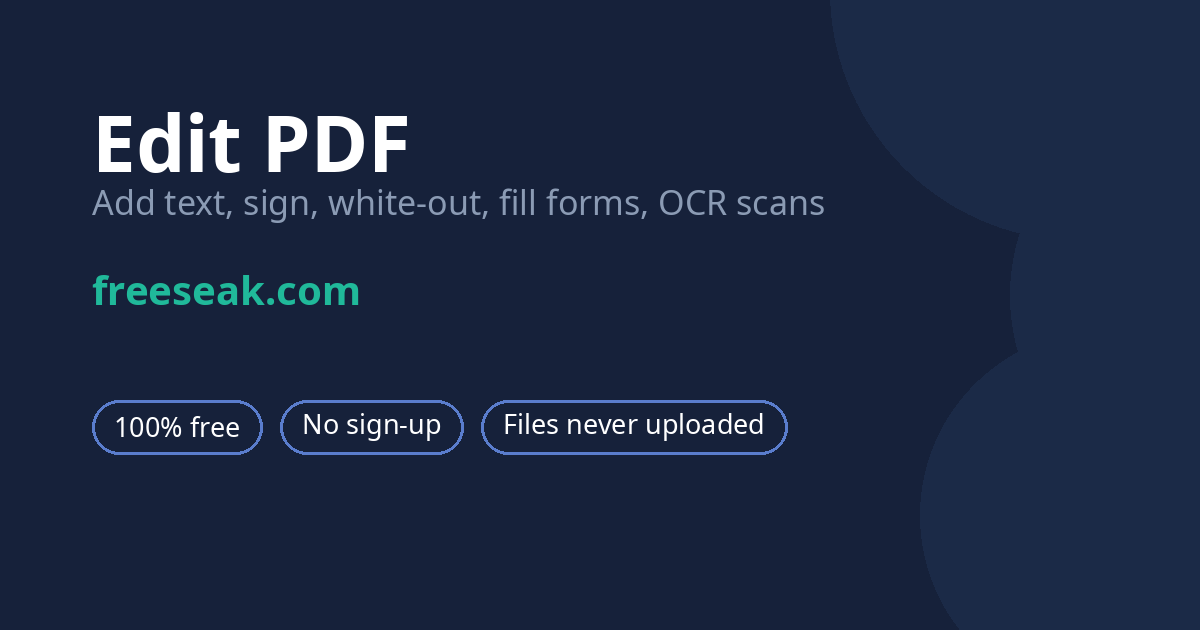 Edit PDF
Add text, sign, white-out, fill forms, OCR scans
freeseak.com
100% free
No sign-up
Files never uploaded